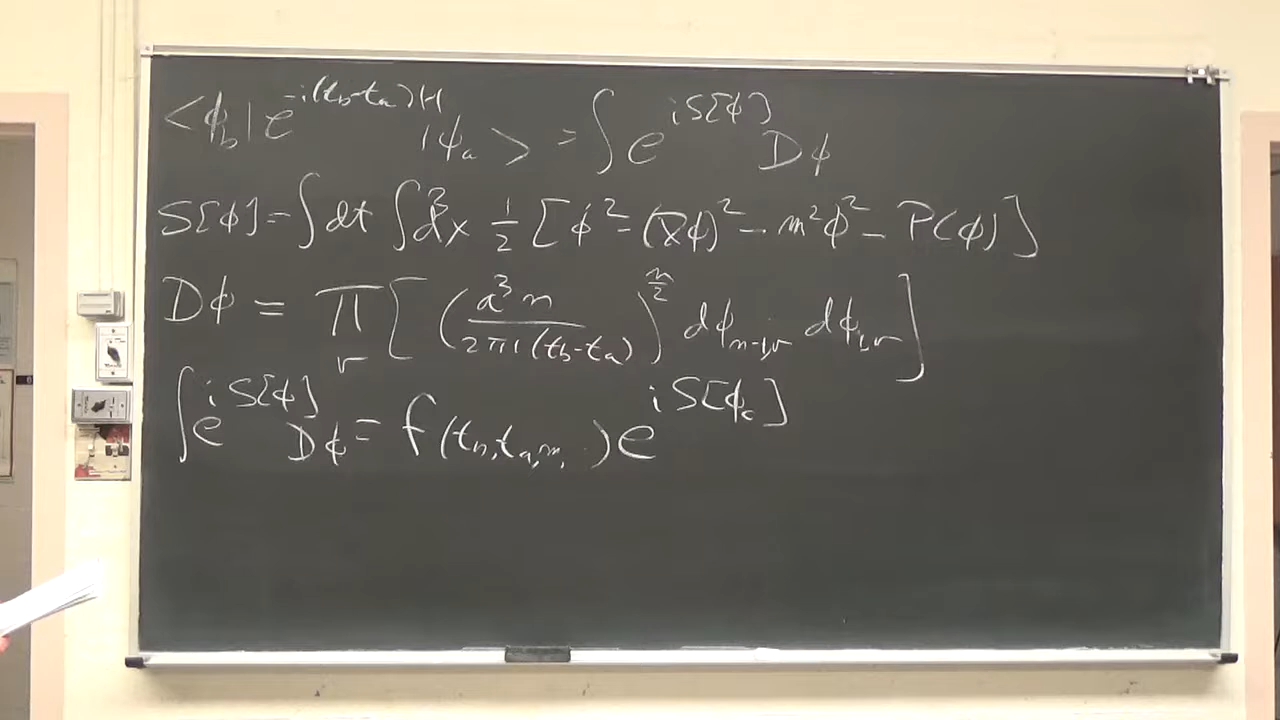 <ϕ_b|e^{-i(t_b-t_a)H}|ϕ_a> = ∫ e^{iS[ϕ]} Dϕ
S[ϕ] = ∫ dt ∫ d³x ½ [ϕ̇² - (∇ϕ)² - m²ϕ² - P(ϕ)]
Dϕ = π_v [ (a³n / 2πi(t_b-t_a))^{n/2} dϕ_{n-1,v} dϕ_{1,v} ]
∫ e^{iS[ϕ]} Dϕ = f(t_b, t_a, m, ..) e^{iS[ϕ_c]}